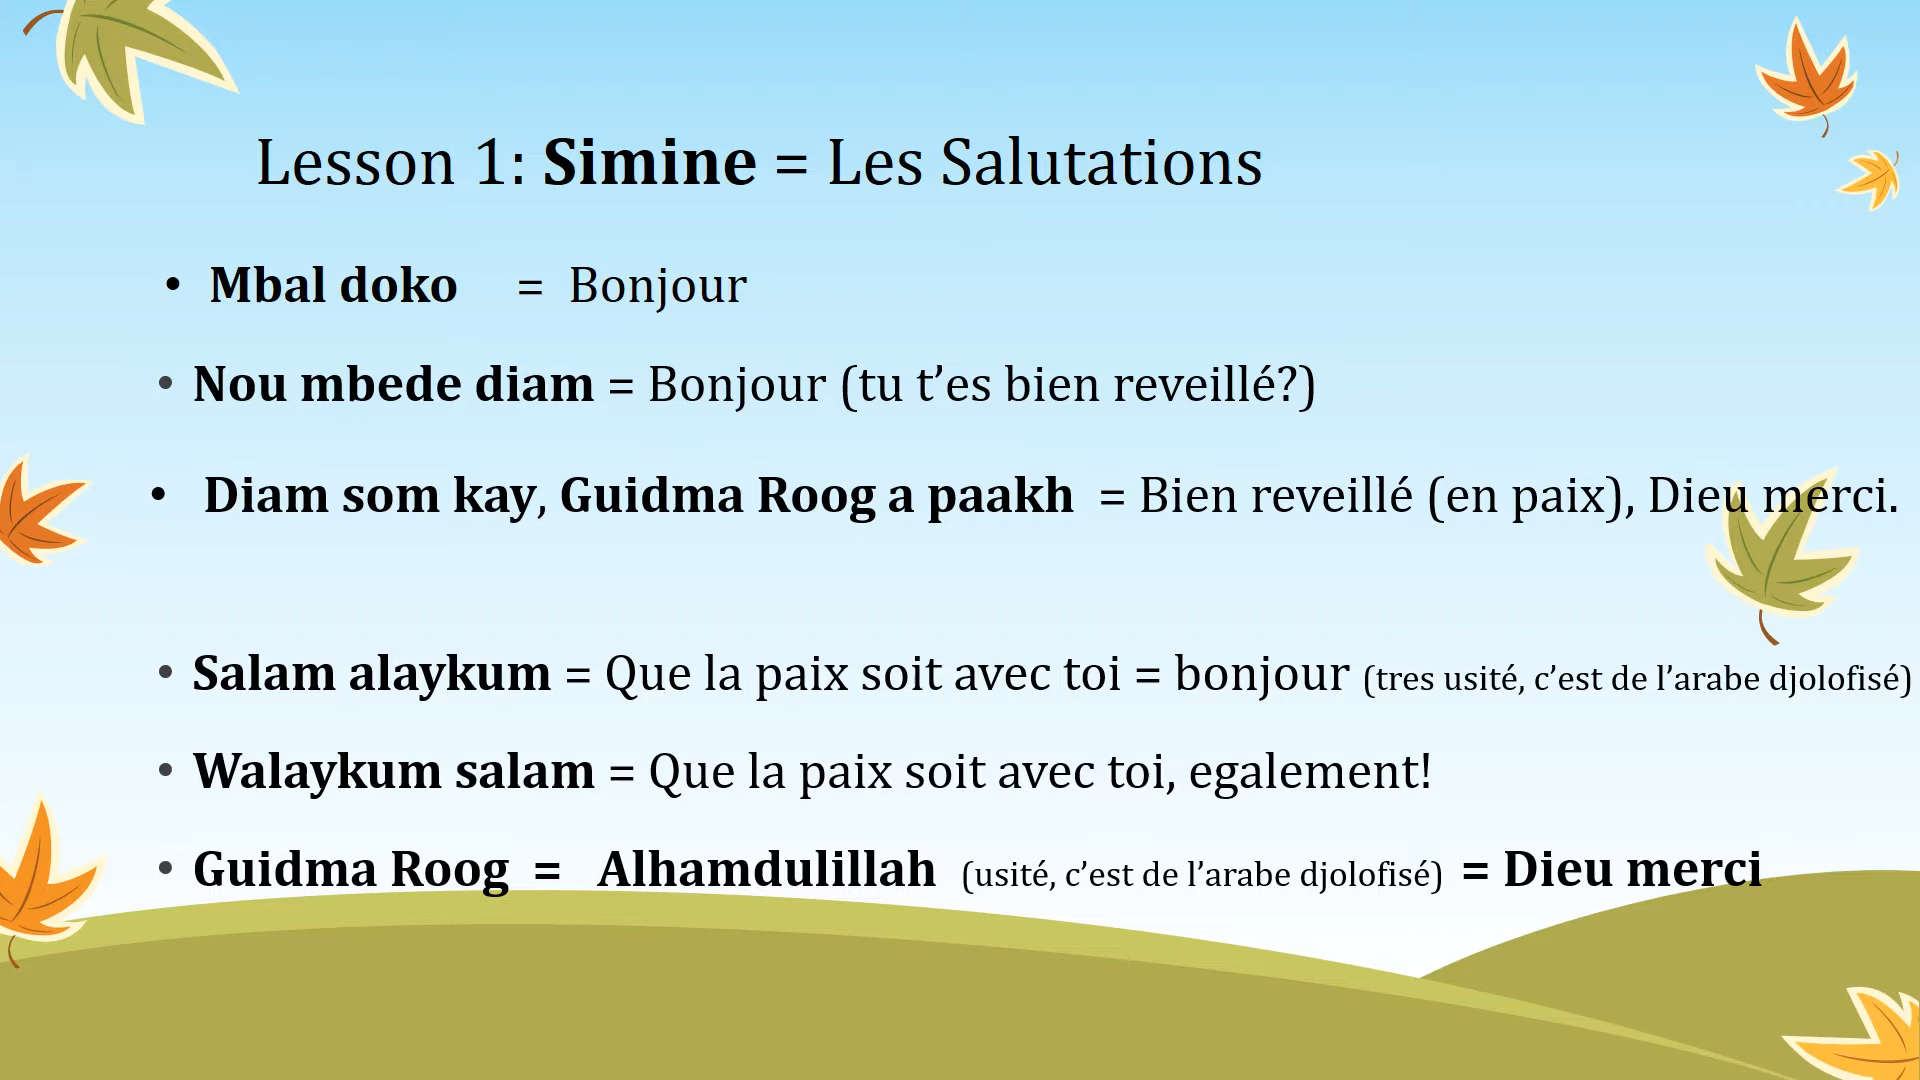 Lesson 1: Simine = Les Salutations
• Mbal doko = Bonjour
• Nou mbede diam = Bonjour (tu t’es bien reveillé?)
• Diam som kay, Guidma Roog a paakh = Bien reveillé (en paix), Dieu merci.
• Salam alaykum = Que la paix soit avec toi = bonjour (tres usité, c’est de l’arabe djolofisé)
• Walaykum salam = Que la paix soit avec toi, egalement!
• Guidma Roog = Alhamdulillah (usité, c’est de l’arabe djolofisé) = Dieu merci